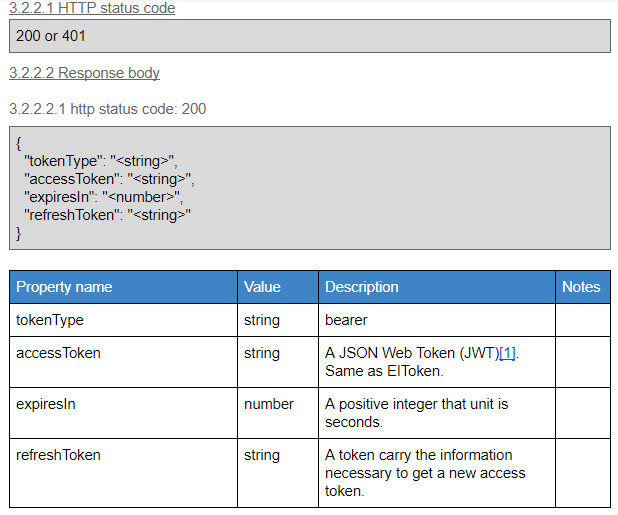 3.2.2.1 HTTP status code
200 or 401
3.2.2.2 Response body
3.2.2.2.1 http status code: 200
{
"tokenType": "<string>",
"accessToken": "<string>",
"expiresIn": "<number>",
"refreshToken": "<string>"
}
Property name Value Description Notes
tokenType string bearer
accessToken string A JSON Web Token (JWT)[1].
Same as EIToken.
expiresIn number A positive integer that unit is
seconds.
refreshToken string A token carry the information
necessary to get a new access
token.